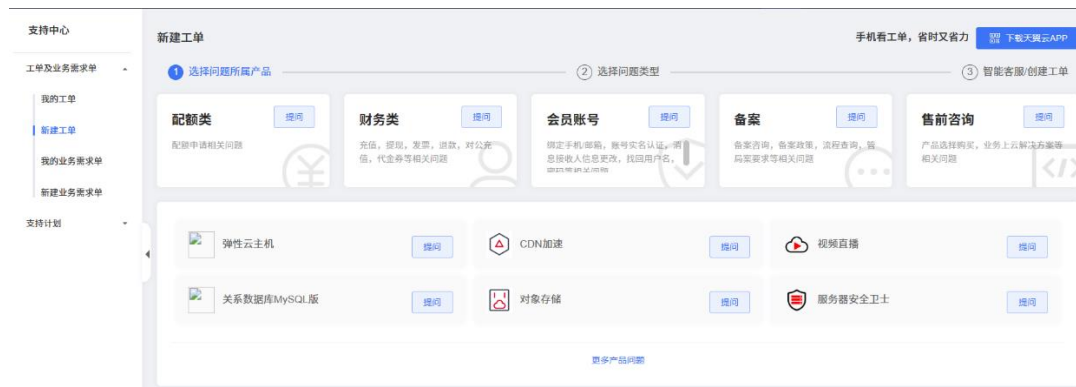 支持中心
工单及业务需求单
我的工单
新建工单
我的业务需求单
新建业务需求单
支持计划
新建工单
手机看工单，省时又省力
下载天翼云APP
1 选择问题所属产品
2 选择问题类型
3 智能客服/创建工单
配额类
提问
配额申请相关问题
财务类
提问
充值，提现，发票，退款，对公充
值，代金券等相关问题
会员账号
提问
绑定手机/邮箱，账号实名认证，消
息接收人信息更改，找回用户名，
密码等相关问题
备案
提问
备案咨询，备案政策，流程查询，管
局要求等相关问题
售前咨询
提问
产品选择购买，业务上云解决方案等
相关问题
弹性云主机
提问
CDN加速
提问
视频直播
提问
关系数据库MySQL版
提问
对象存储
提问
服务器安全卫士
提问
更多产品问题